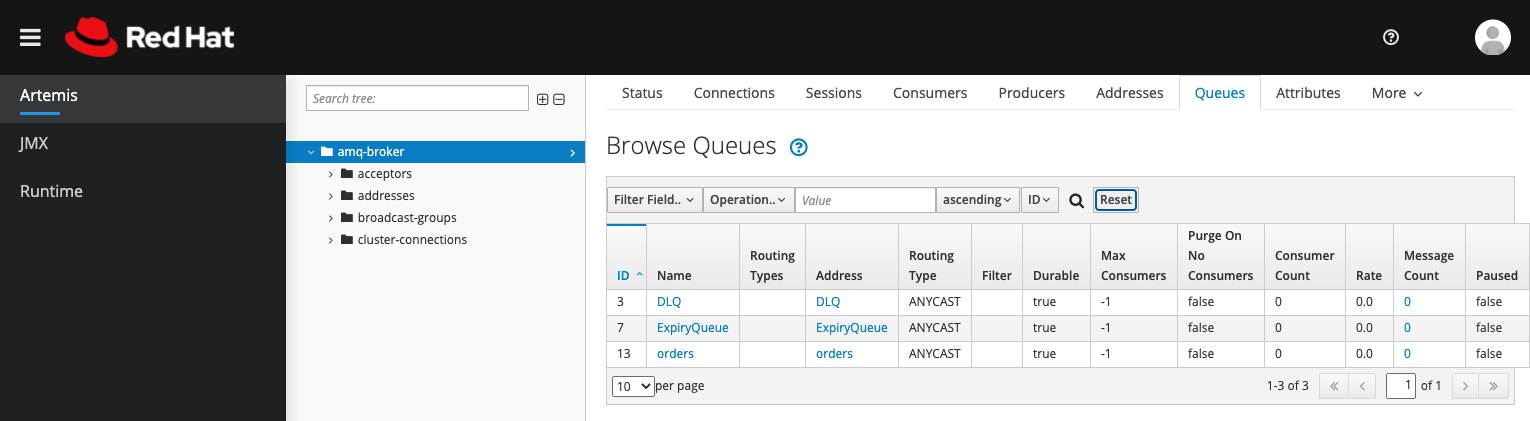 Red Hat
Artemis
JMX
Runtime
Search tree:
amq-broker
acceptors
addresses
broadcast-groups
cluster-connections
Status Connections Sessions Consumers Producers Addresses Queues Attributes More
Browse Queues
Filter Field.. Operation.. Value ascending ID Reset
ID Name Routing Types Address Routing Type Filter Durable Max Consumers Purge On No Consumers Consumer Count Rate Message Count Paused
3 DLQ DLQ ANYCAST true -1 false 0 0.0 0 false
7 ExpiryQueue ExpiryQueue ANYCAST true -1 false 0 0.0 0 false
13 orders orders ANYCAST true -1 false 0 0.0 0 false
10 per page 1-3 of 3 1 of 1